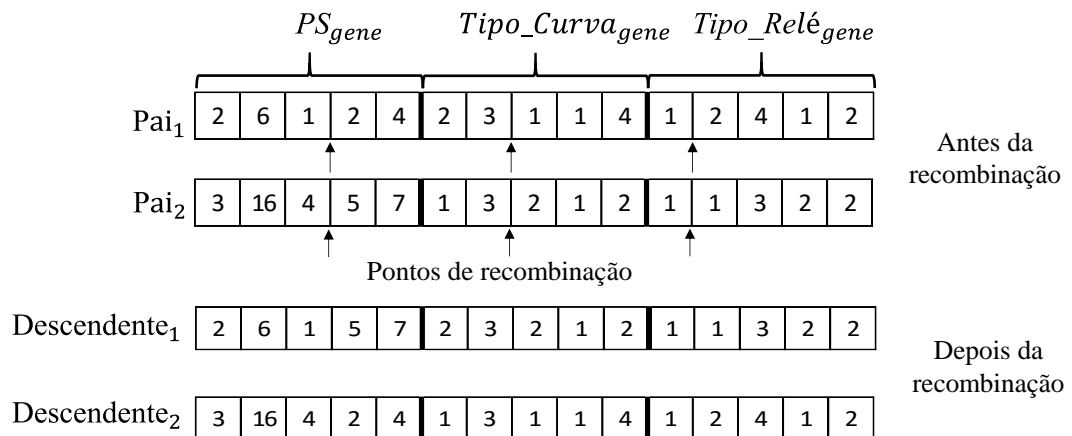 PS_gene Tipo_Curva_gene Tipo_Relé_gene
Pai₁ 2 6 1 2 4 2 3 1 1 4 1 2 4 1 2
Antes da
recombinação
Pai₂ 3 16 4 5 7 1 3 2 1 2 1 1 3 2 2
Pontos de recombinação
Descendente₁ 2 6 1 5 7 2 3 2 1 2 1 1 3 2 2
Depois da
recombinação
Descendente₂ 3 16 4 2 4 1 3 1 1 4 1 2 4 1 2